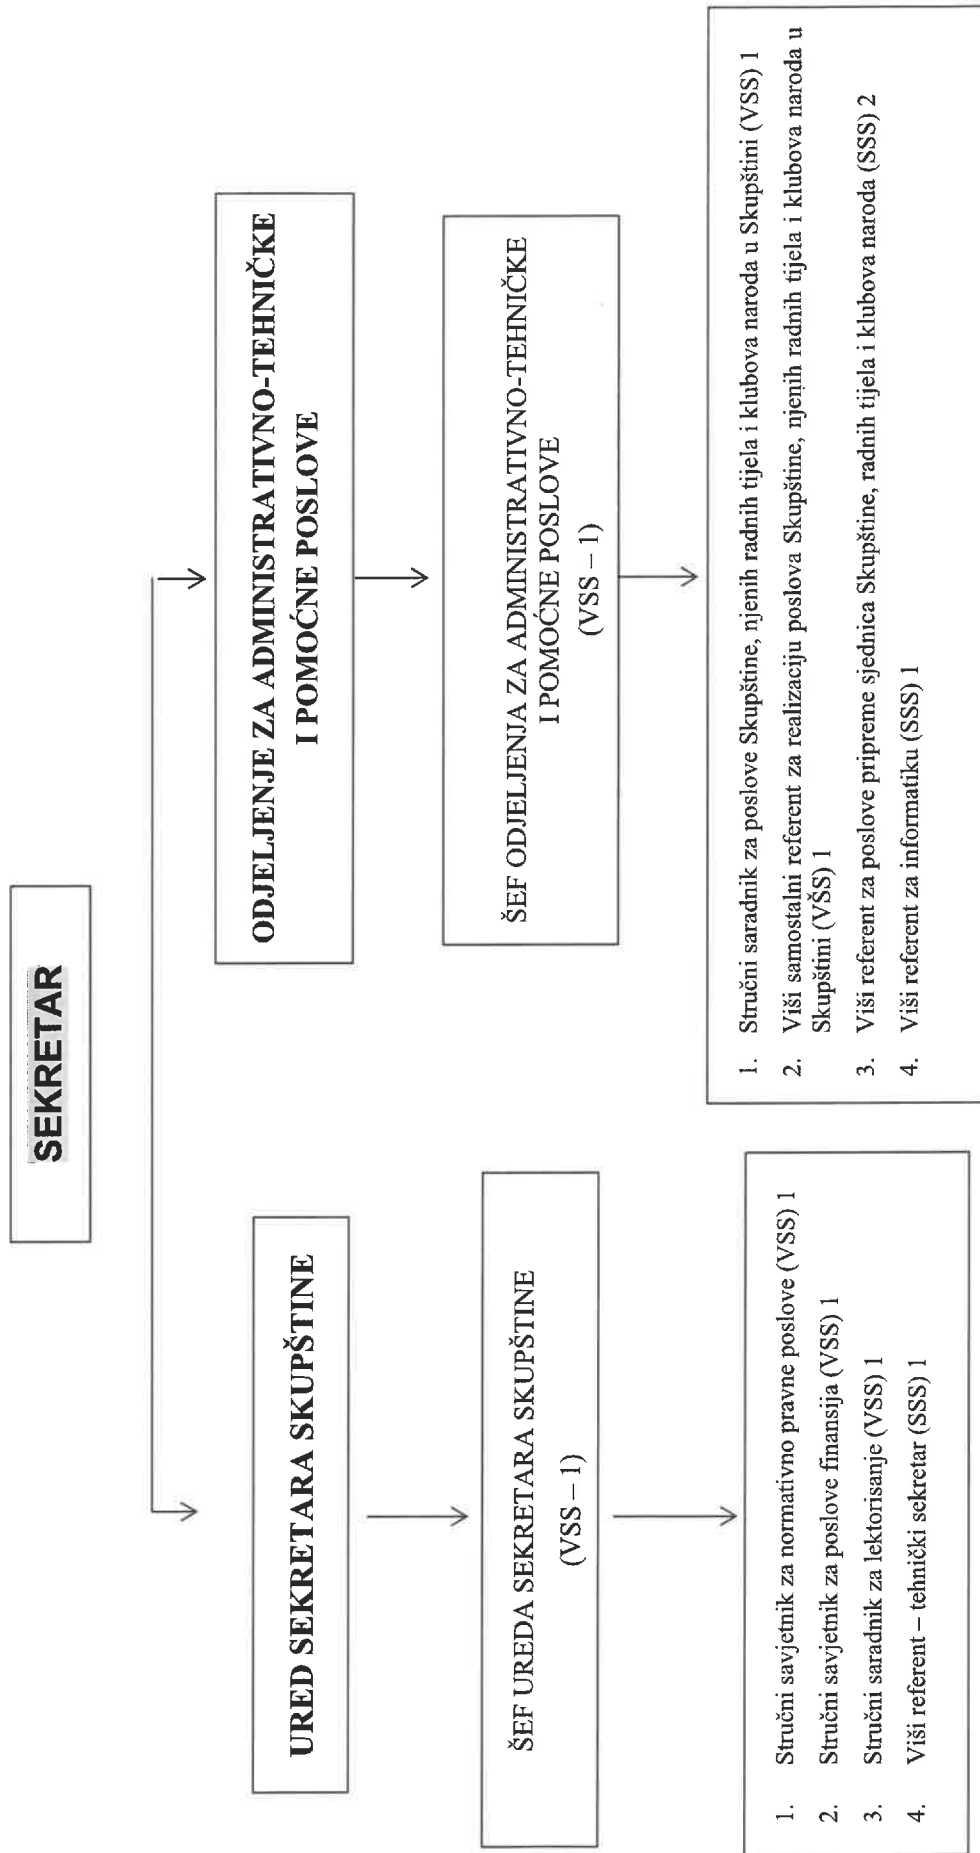 SEKRETAR
URED SEKRETARA SKUPŠTINE
ŠEF UREDA SEKRETARA SKUPŠTINE
(VSS – 1)
1. Stručni savjetnik za normativno pravne poslove (VSS) 1
2. Stručni savjetnik za poslove finansija (VSS) 1
3. Stručni saradnik za lektorisanje (VSS) 1
4. Viši referent – tehnički sekretar (SSS) 1
ODJELJENJE ZA ADMINISTRATIVNO-TEHNIČKE
I POMOĆNE POSLOVE
ŠEF ODJELJENJA ZA ADMINISTRATIVNO-TEHNIČKE
I POMOĆNE POSLOVE
(VSS – 1)
1. Stručni saradnik za poslove Skupštine, njenih radnih tijela i klubova naroda u Skupštini (VSS) 1
2. Viši samostalni referent za realizaciju poslova Skupštine, njenih radnih tijela i klubova naroda u
Skupštini (VŠS) 1
3. Viši referent za poslove pripreme sjednica Skupštine, radnih tijela i klubova naroda (SSS) 2
4. Viši referent za informatiku (SSS) 1